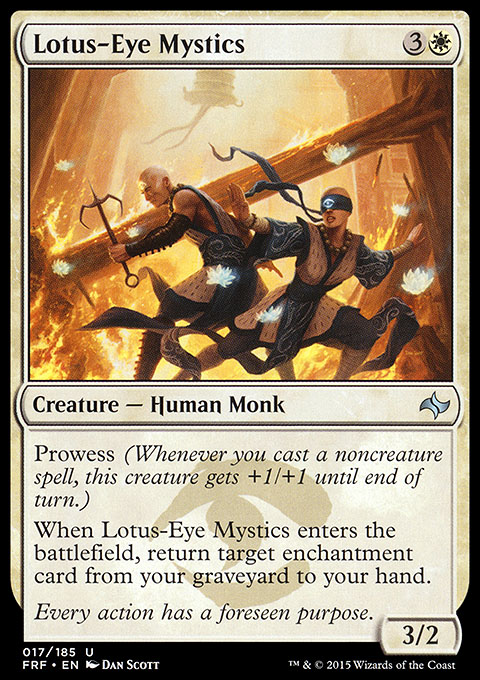 Lotus-Eye Mystics 3
Creature — Human Monk
Prowess (Whenever you cast a noncreature
spell, this creature gets +1/+1 until end of
turn.)
When Lotus-Eye Mystics enters the
battlefield, return target enchantment
card from your graveyard to your hand.
Every action has a foreseen purpose.
3/2
017/185 U
FRF • EN Dan Scott
™ & © 2015 Wizards of the Coast